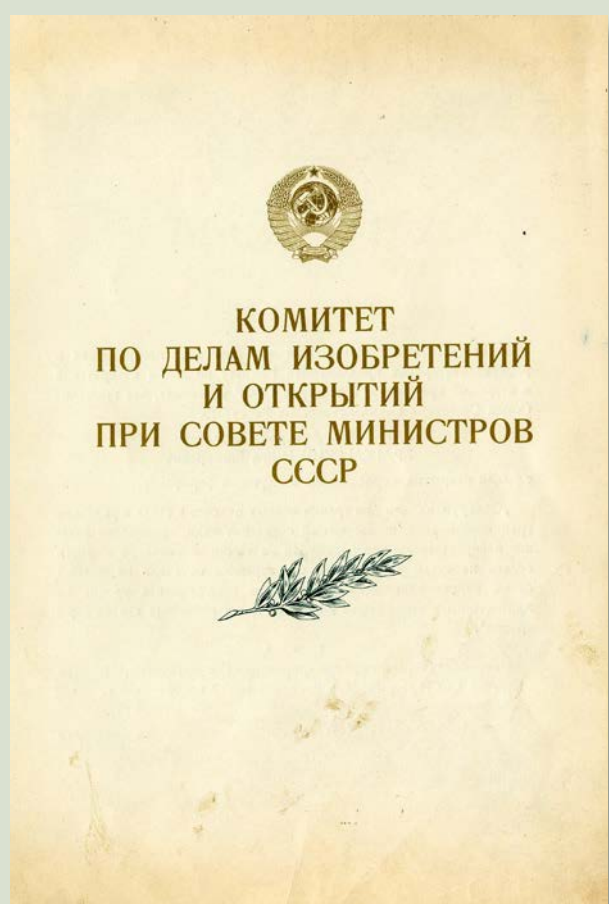 КОМИТЕТ
ПО ДЕЛАМ ИЗОБРЕТЕНИЙ
И ОТКРЫТИЙ
ПРИ СОВЕТЕ МИНИСТРОВ
СССР